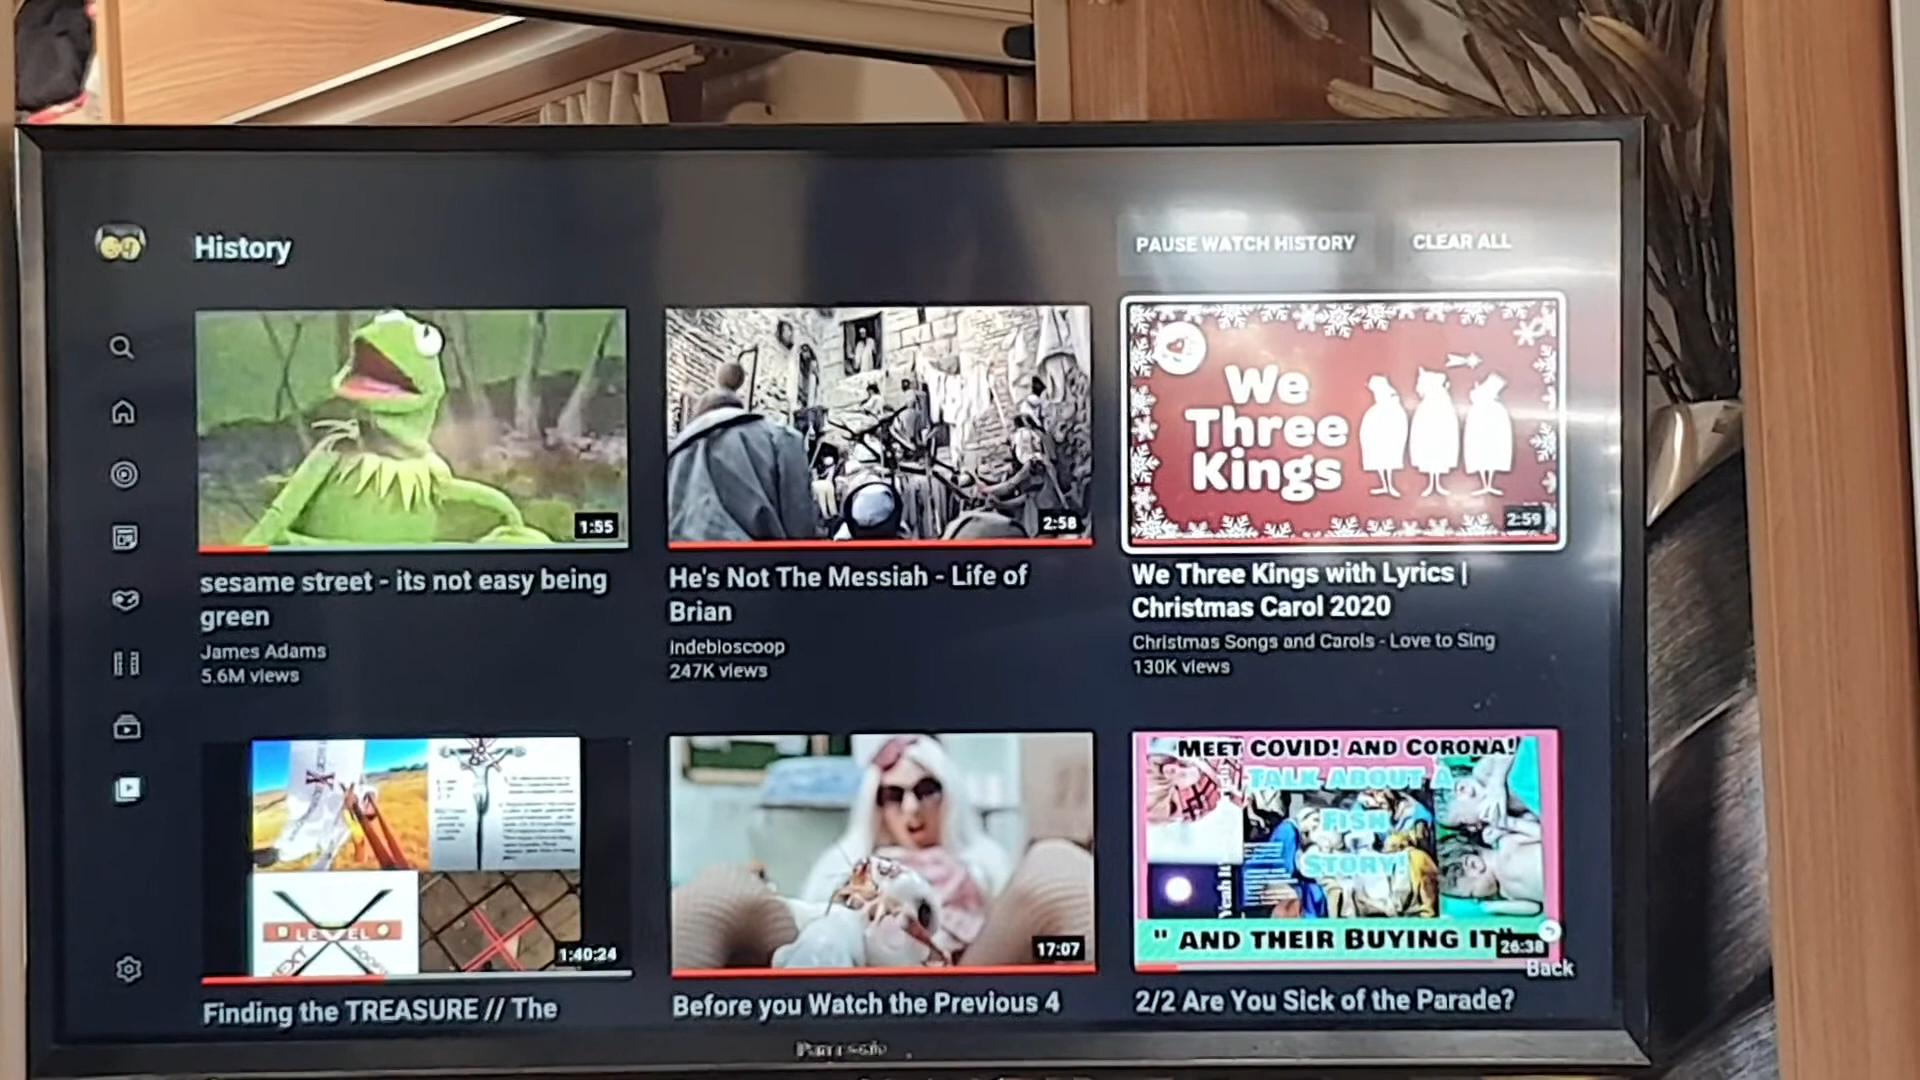 History
PAUSE WATCH HISTORY
CLEAR ALL
1:55
2:58
We
Three
Kings
2:59
sesame street - its not easy being
green
James Adams
5.6M views
He's Not The Messiah - Life of
Brian
indebioscoop
247K views
We Three Kings with Lyrics |
Christmas Carol 2020
Christmas Songs and Carols - Love to Sing
130K views
LEVEL
1:40:24
17:07
MEET COVID! AND CORONA!
TALK ABOUT A
FISH
STORY!
" AND THEIR BUYING IT"
26:38
Back
Finding the TREASURE // The
Before you Watch the Previous 4
2/2 Are You Sick of the Parade?
Panasonic